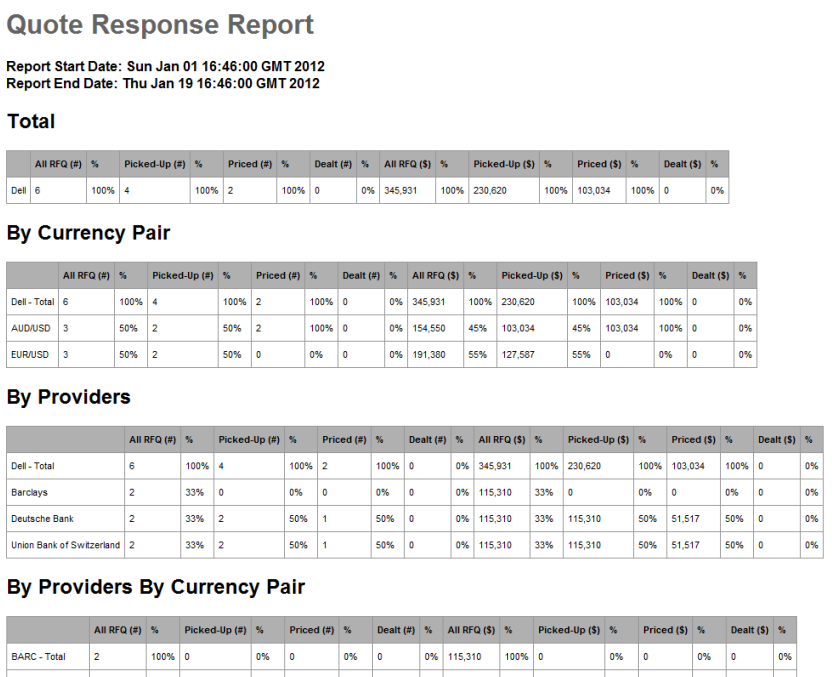 Quote Response Report
Report Start Date: Sun Jan 01 16:46:00 GMT 2012
Report End Date: Thu Jan 19 16:46:00 GMT 2012
Total
All RFQ (#) % Picked-Up (#) % Priced (#) % Dealt (#) % All RFQ ($) % Picked-Up ($) % Priced ($) % Dealt ($) %
Dell 6 100% 4 100% 2 100% 0 0% 345,931 100% 230,620 100% 103,034 100% 0 0%
By Currency Pair
All RFQ (#) % Picked-Up (#) % Priced (#) % Dealt (#) % All RFQ ($) % Picked-Up ($) % Priced ($) % Dealt ($) %
Dell - Total 6 100% 4 100% 2 100% 0 0% 345,931 100% 230,620 100% 103,034 100% 0 0%
AUD/USD 3 50% 2 50% 2 100% 0 0% 154,550 45% 103,034 45% 103,034 100% 0 0%
EUR/USD 3 50% 2 50% 0 0% 0 0% 191,380 55% 127,587 55% 0 0% 0 0%
By Providers
All RFQ (#) % Picked-Up (#) % Priced (#) % Dealt (#) % All RFQ ($) % Picked-Up ($) % Priced ($) % Dealt ($) %
Dell - Total 6 100% 4 100% 2 100% 0 0% 345,931 100% 230,620 100% 103,034 100% 0 0%
Barclays 2 33% 0 0% 0 0% 0 0% 115,310 33% 0 0% 0 0% 0 0%
Deutsche Bank 2 33% 2 50% 1 50% 0 0% 115,310 33% 115,310 50% 51,517 50% 0 0%
Union Bank of Switzerland 2 33% 2 50% 1 50% 0 0% 115,310 33% 115,310 50% 51,517 50% 0 0%
By Providers By Currency Pair
All RFQ (#) % Picked-Up (#) % Priced (#) % Dealt (#) % All RFQ ($) % Picked-Up ($) % Priced ($) % Dealt ($) %
BARC - Total 2 100% 0 0% 0 0% 0 0% 115,310 100% 0 0% 0 0% 0 0%